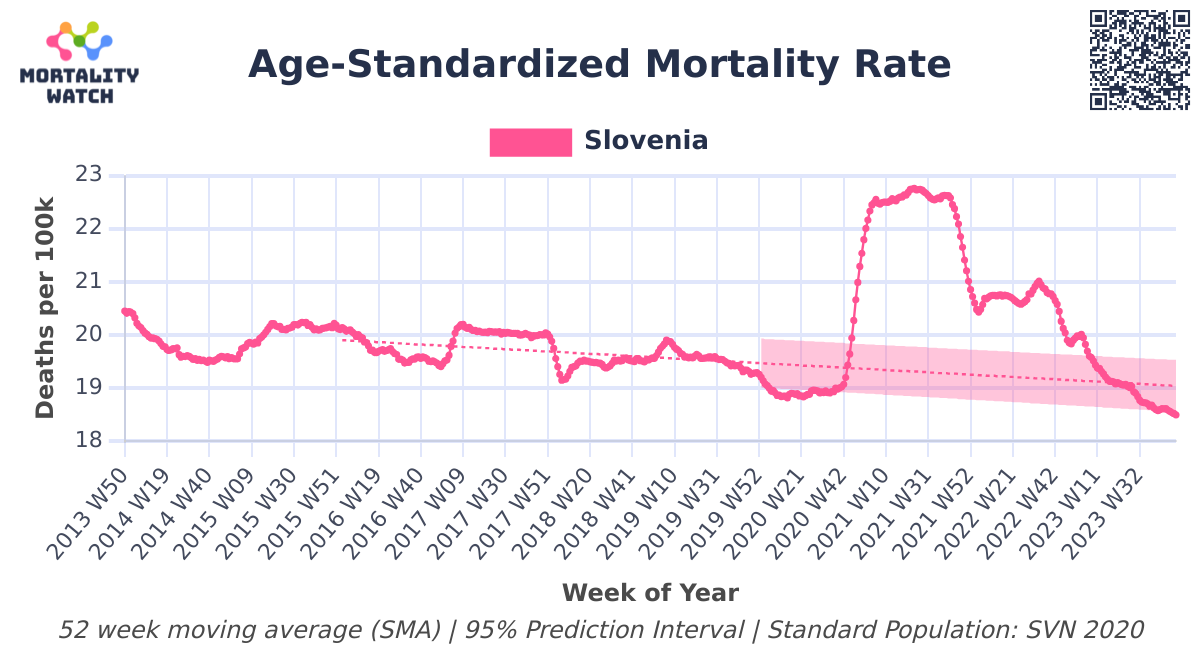 MORTALITY
WATCH
Age-Standardized Mortality Rate
Slovenia
Deaths per 100k
23
22
21
20
19
18
2013 W50
2014 W19
2014 W40
2015 W09
2015 W30
2015 W51
2016 W19
2016 W40
2017 W09
2017 W30
2017 W51
2018 W20
2018 W41
2019 W10
2019 W31
2019 W52
2020 W21
2020 W42
2021 W10
2021 W31
2021 W52
2022 W21
2022 W42
2023 W11
2023 W32
Week of Year
52 week moving average (SMA) | 95% Prediction Interval | Standard Population: SVN 2020